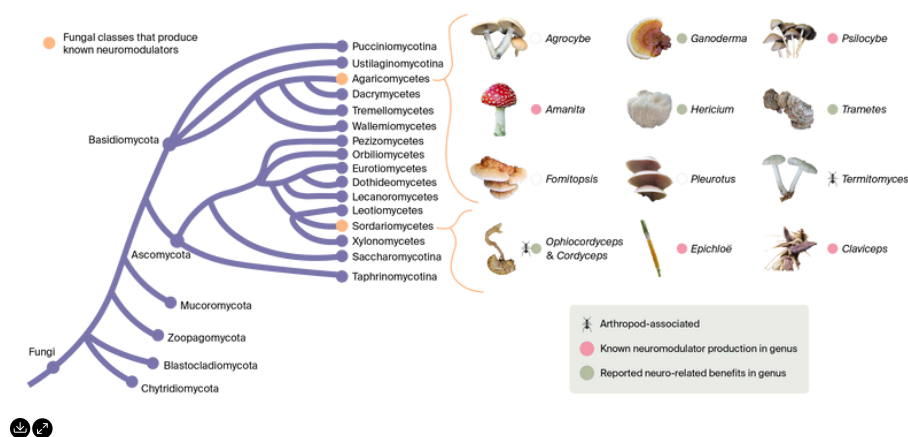 Fungal classes that produce
known neuromodulators
Pucciniomycotina
Ustilaginomycotina
Agaricomycetes
Dacrymycetes
Tremellomycetes
Wallemiomycetes
Basidiomycota
Pezizomycetes
Orbiliomycetes
Eurotiomycetes
Dothideomycetes
Lecanoromycetes
Leotiomycetes
Sordariomycetes
Xylonomycetes
Saccharomycotina
Taphrinomycotina
Ascomycota
Mucoromycota
Zoopagomycota
Blastocladiomycota
Chytridiomycota
Fungi
Agrocybe
Ganoderma
Psilocybe
Amanita
Hericium
Trametes
Fomitopsis
Pleurotus
Termitomyces
Ophiocordyceps
& Cordyceps
Epichloë
Claviceps
Arthropod-associated
Known neuromodulator production in genus
Reported neuro-related benefits in genus